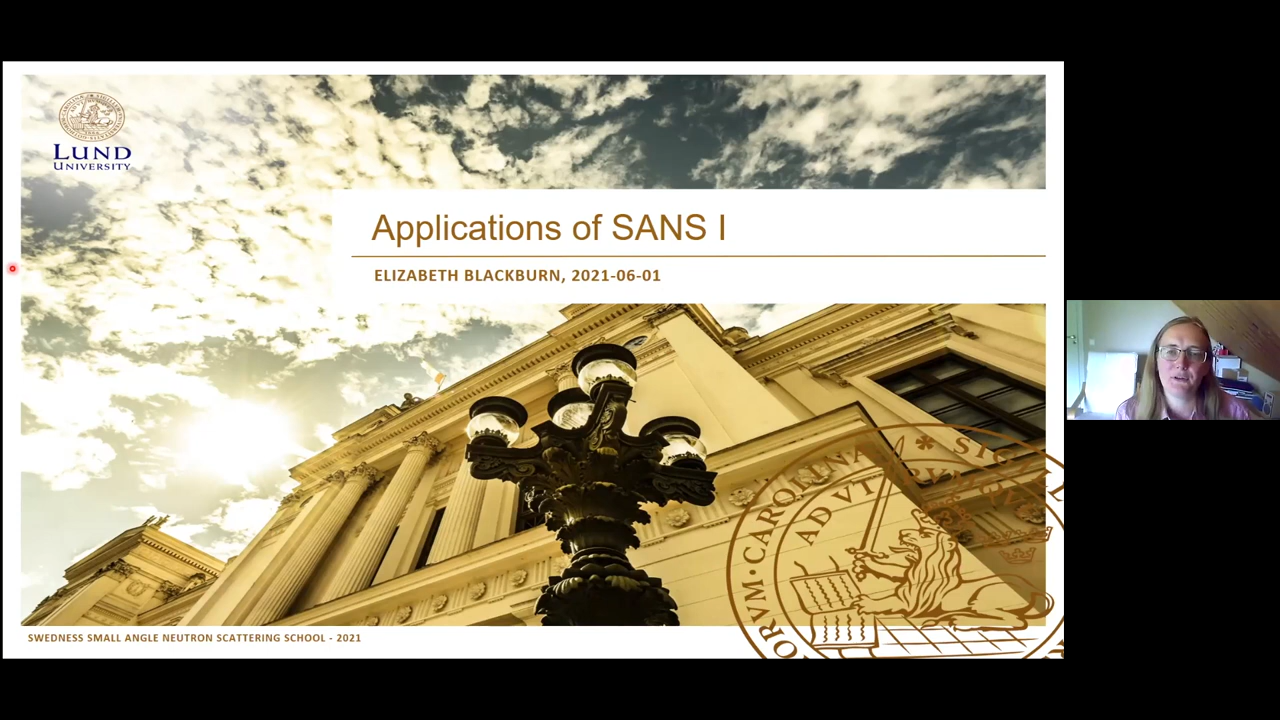 LUND
UNIVERSITY
Applications of SANS I
ELIZABETH BLACKBURN, 2021-06-01
AD VT
SWEDNESS SMALL ANGLE NEUTRON SCATTERING SCHOOL - 2021